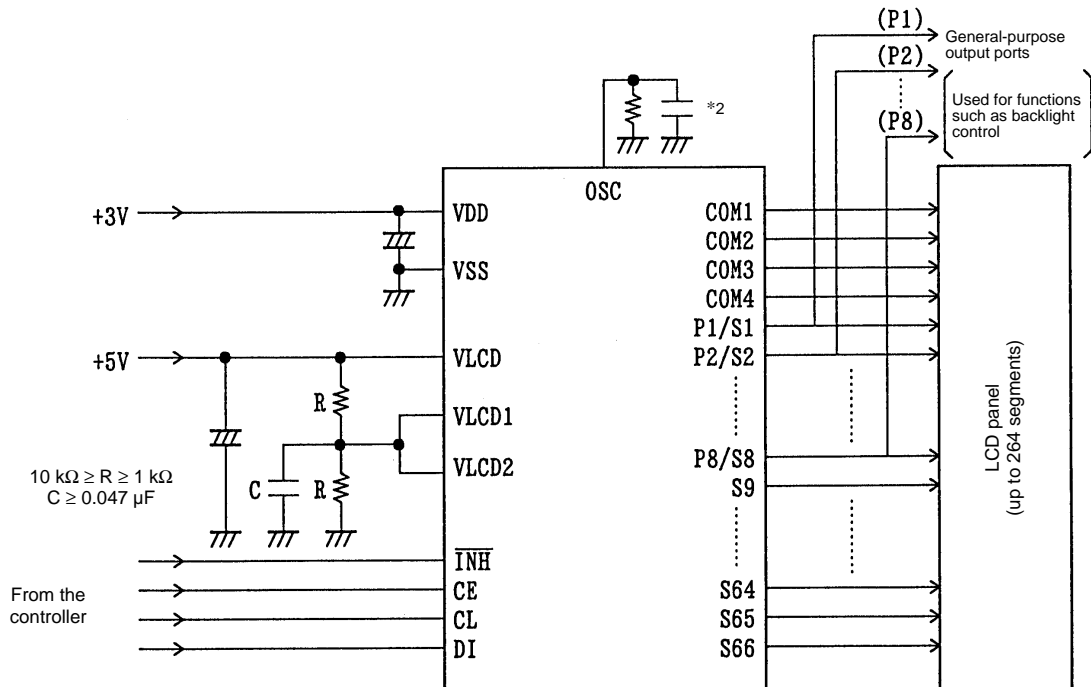 (P1)
General-purpose
output ports
(P2)
*2
Used for functions
such as backlight
control
(P8)
OSC
+3V
VDD
COM1
COM2
VSS
COM3
COM4
P1/S1
+5V
VLCD
P2/S2
R
VLCD1
LCD panel
(up to 264 segments)
10 kΩ ≥ R ≥ 1 kΩ
C ≥ 0.047 µF
C
R
VLCD2
P8/S8
S9
From the
controller
INH
CE
CL
DI
S64
S65
S66